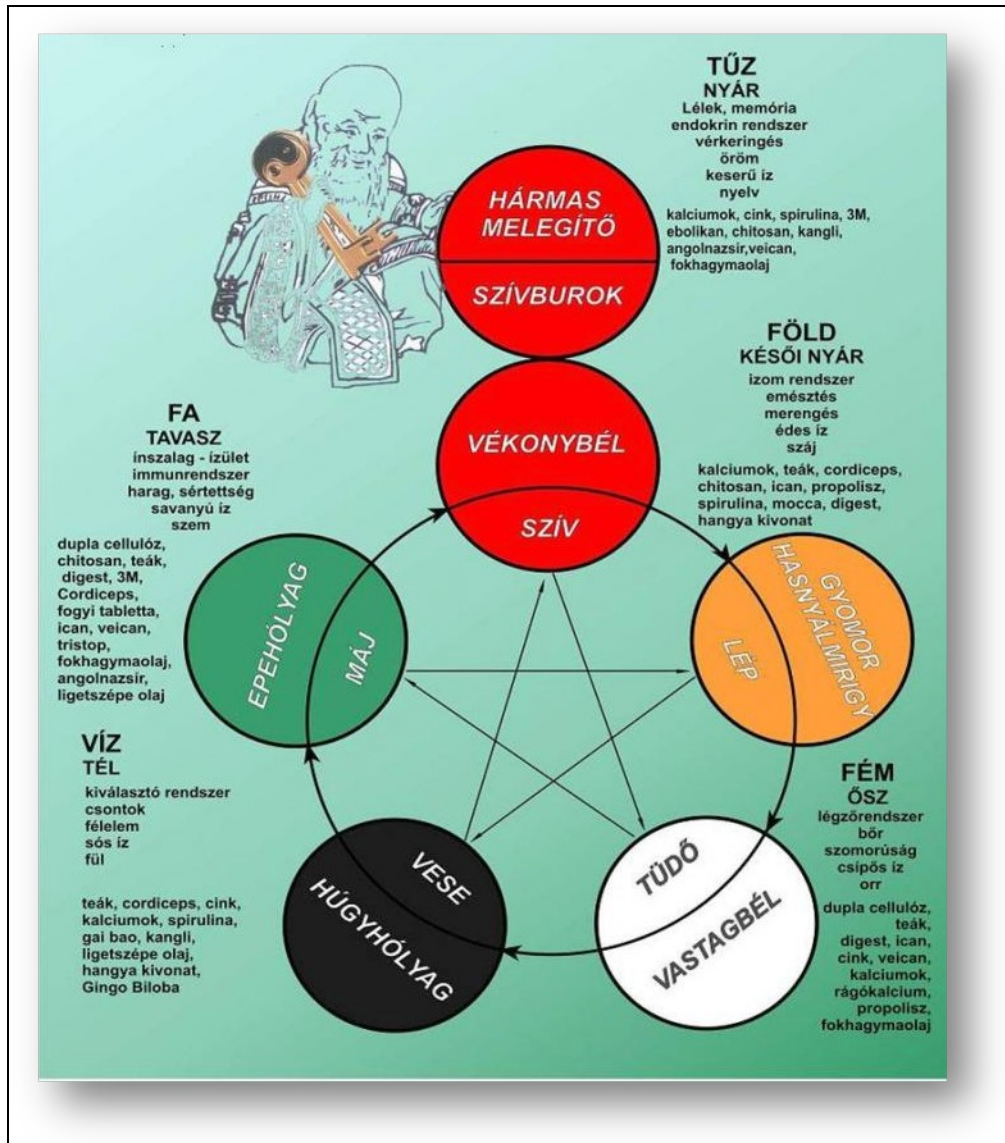 TŰZ
NYÁR
Lélek, memória
endokrin rendszer
vérkeringés
öröm
keserű íz
nyelv
kalciumok, cink, spirulina, 3M,
ebolikan, chitosan, kangli,
angolnazsír,veican,
fokhagymaolaj
HÁRMAS
MELEGÍTŐ
SZÍVBUROK
FÖLD
KÉSŐI NYÁR
izom rendszer
emésztés
merengés
édes íz
száj
kalciumok, teák, cordiceps,
chitosan, ican, propolisz,
spirulina, mocca, digest,
hangya kivonat
VÉKONYBÉL
SZÍV
FA
TAVASZ
ínszalag - ízület
immunrendszer
harag, sértettség
savanyú íz
szem
dupla cellulóz,
chitosan, teák,
digest, 3M,
Cordiceps,
fogyi tabletta,
ican, veican,
tristop,
fokhagymaolaj,
angolnazsír,
ligetszépe olaj
EPEHÓLYAG
MÁJ
GYOMOR
HASNYÁLMIRIGY
LÉP
VÍZ
TÉL
kiválasztó rendszer
csontok
félelem
sós íz
fül
teák, cordiceps, cink,
kalciumok, spirulina,
gai bao, kangli,
ligetszépe olaj,
hangya kivonat,
Gingo Biloba
VESE
HÚGYHÓLYAG
TÜDŐ
VASTAGBÉL
FÉM
ŐSZ
légzőrendszer
bőr
szomorúság
csípős íz
orr
dupla cellulóz,
teák,
digest, ican,
cink, veican,
kalciumok,
rágókalcium,
propolisz,
fokhagymaolaj